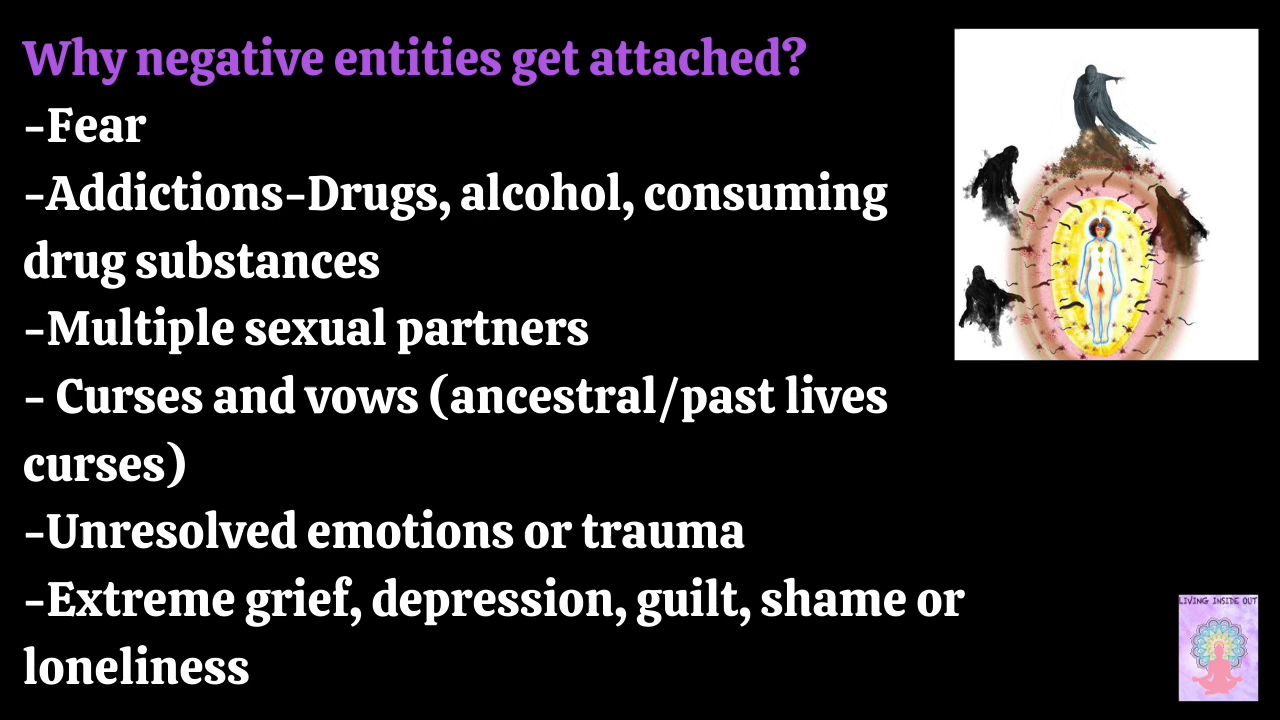 Why negative entities get attached?
-Fear
-Addictions-Drugs, alcohol, consuming
drug substances
-Multiple sexual partners
- Curses and vows (ancestral/past lives
curses)
-Unresolved emotions or trauma
-Extreme grief, depression, guilt, shame or
loneliness
LIVING INSIDE OUT